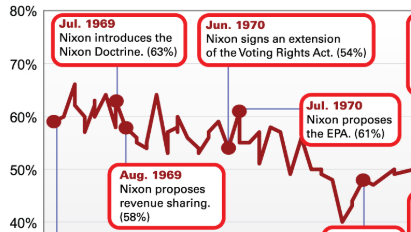 80%
Jul. 1969
Nixon introduces the
Nixon Doctrine. (63%)
Jun. 1970
Nixon signs an extension
of the Voting Rights Act. (54%)
70%
Jul. 1970
Nixon proposes
the EPA. (61%)
60%
Aug. 1969
Nixon proposes
revenue sharing.
(58%)
50%
40%